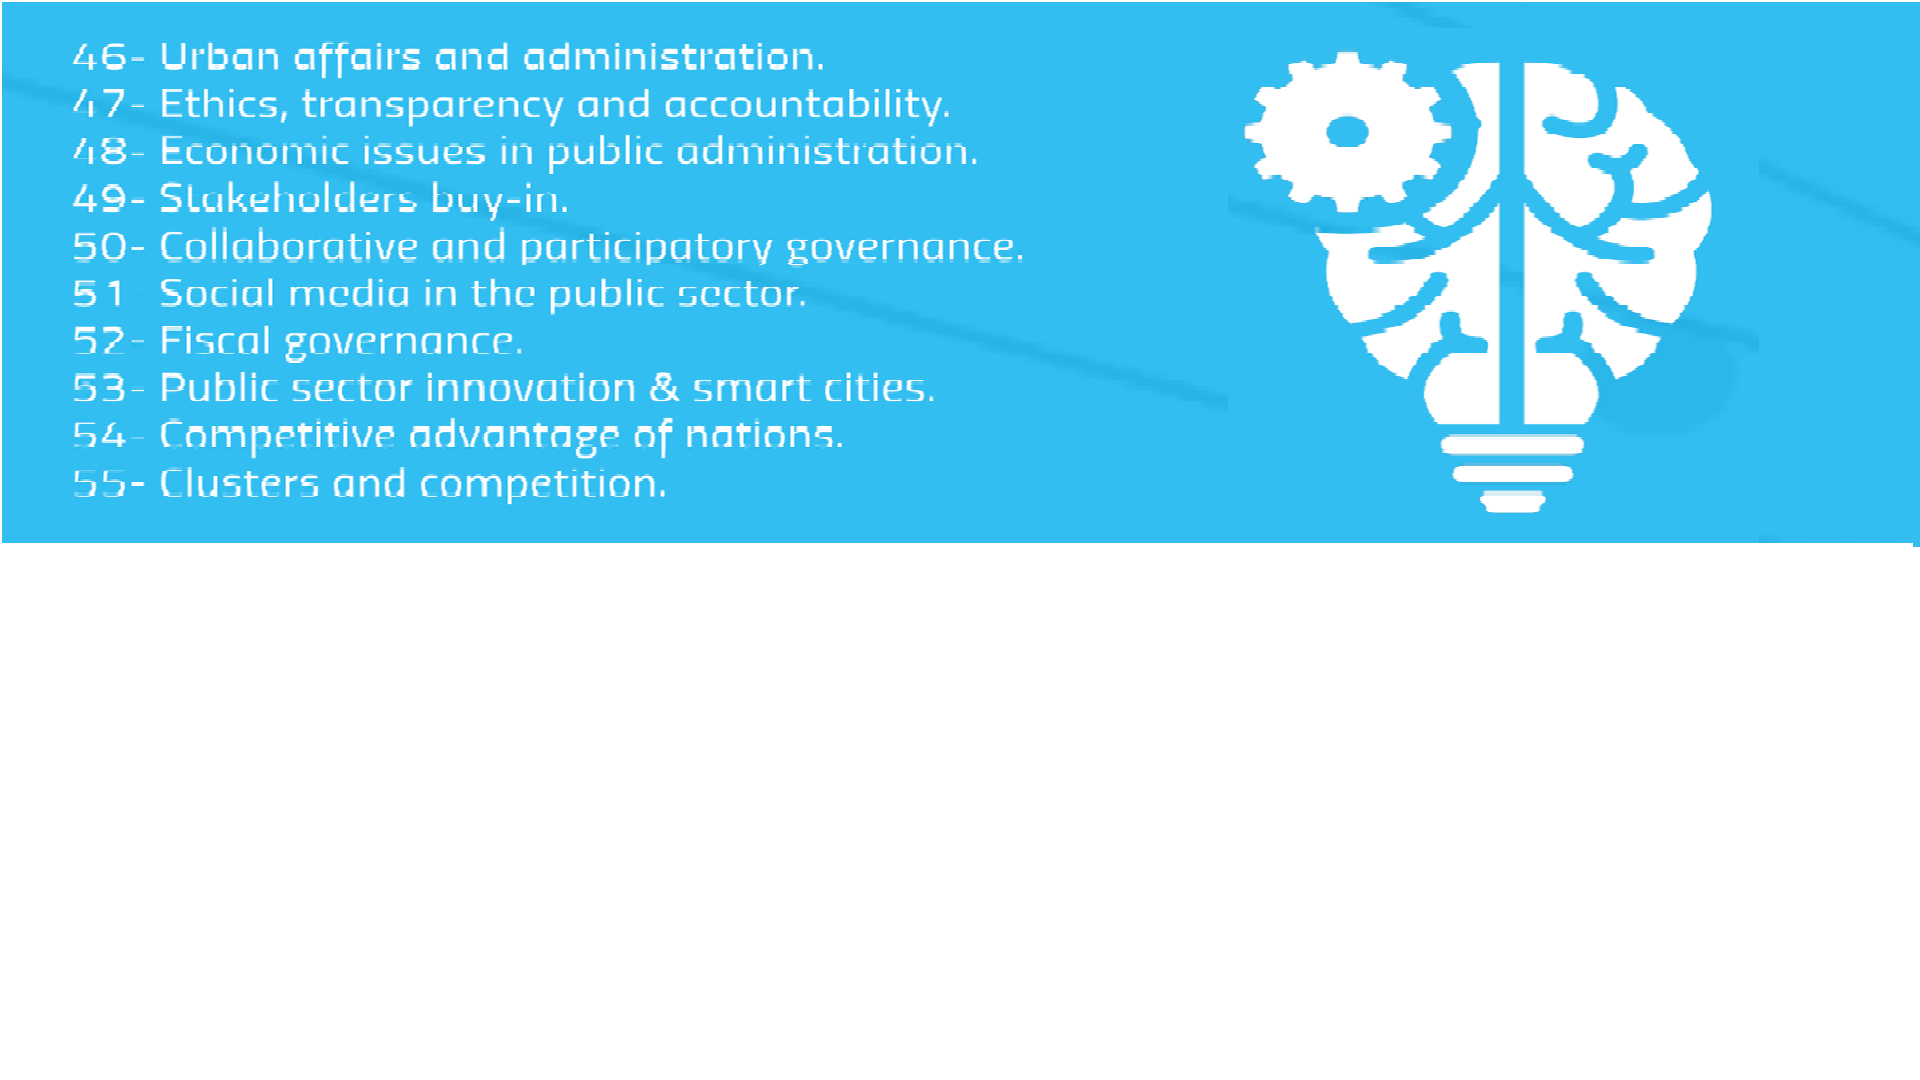 46- Urban affairs and administration.
47- Ethics, transparency and accountability.
48- Economic issues in public administration.
49- Stakeholders buy-in.
50- Collaborative and participatory governance.
51- Social media in the public sector.
52- Fiscal governance.
53- Public sector innovation & smart cities.
54- Competitive advantage of nations.
55- Clusters and competition.